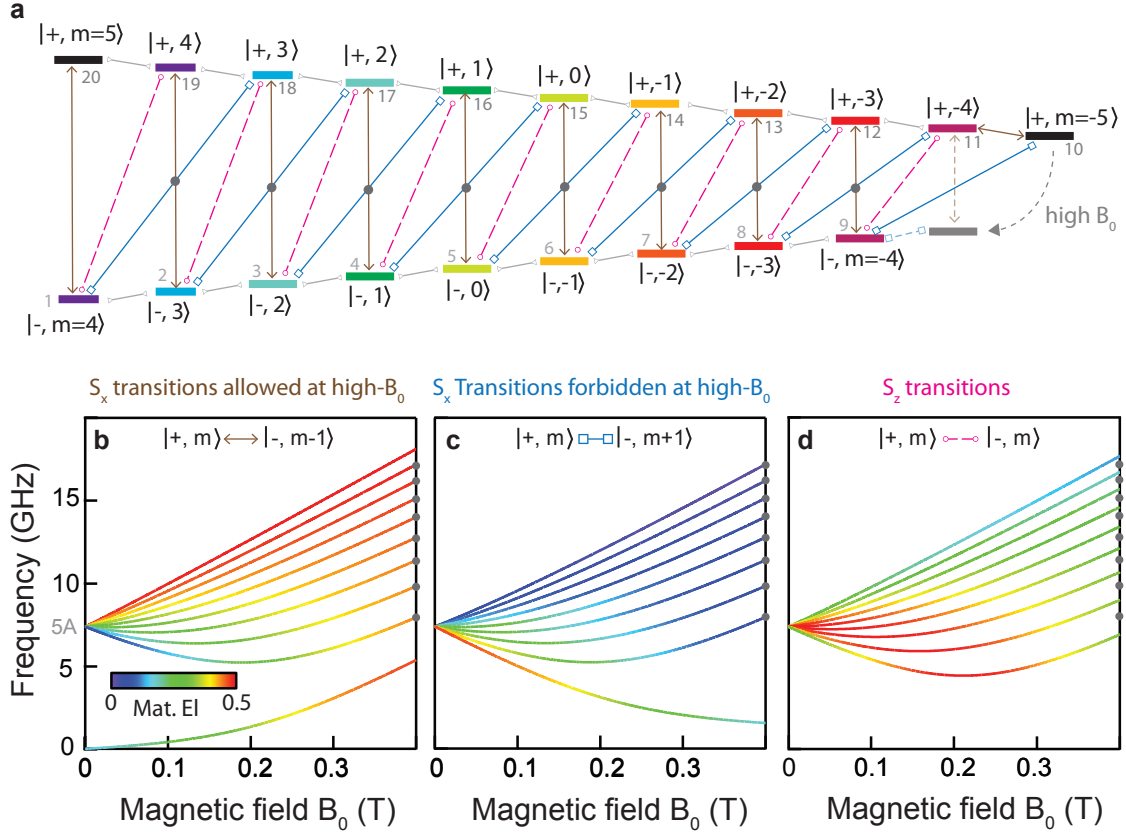 a
|+, m=5⟩ |+, 4⟩ |+, 3⟩ |+, 2⟩ |+, 1⟩ |+, 0⟩ |+,-1⟩ |+,-2⟩ |+,-3⟩ |+,-4⟩ |+, m=-5⟩
20 19 18 17 16 15 14 13 12 11 10
high B₀
1 2 3 4 5 6 7 8 9
|-, m=4⟩ |-, 3⟩ |-, 2⟩ |-, 1⟩ |-, 0⟩ |-,-1⟩ |-,-2⟩ |-,-3⟩ |-, m=-4⟩
Sₓ transitions allowed at high-B₀
Sₓ Transitions forbidden at high-B₀
S_z transitions
b |+, m⟩ |-, m-1⟩
c |+, m⟩ |-, m+1⟩
d |+, m⟩ |-, m⟩
Frequency (GHz)
15
10
5A
5
0
0 0.5
Mat. El
0 0.1 0.2 0.3
0 0.1 0.2 0.3
0 0.1 0.2 0.3
Magnetic field B₀ (T)
Magnetic field B₀ (T)
Magnetic field B₀ (T)